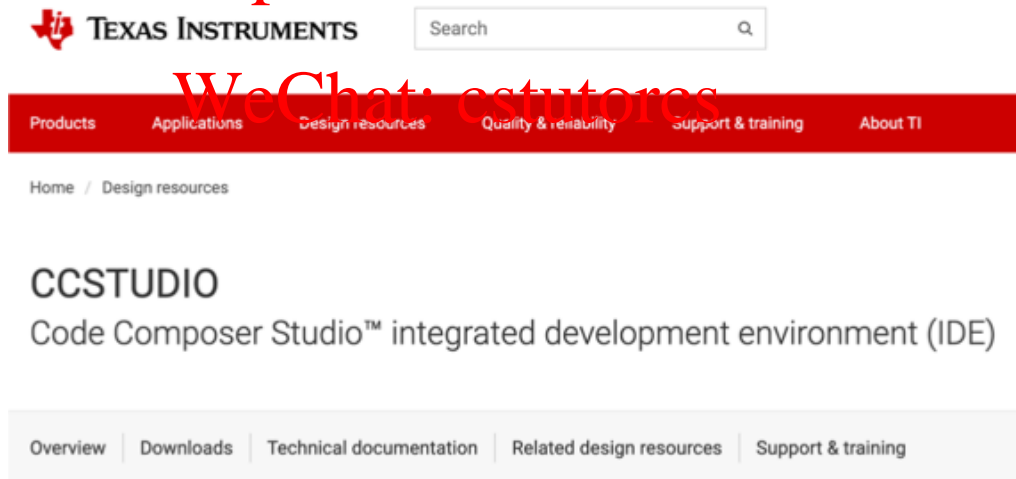 TEXAS INSTRUMENTS
Search
WeChat: cstutorcs
Products Applications Design resources Quality & reliability Support & training About TI
Home / Design resources
CCSTUDIO
Code Composer Studio™ integrated development environment (IDE)
Overview Downloads Technical documentation Related design resources Support & training